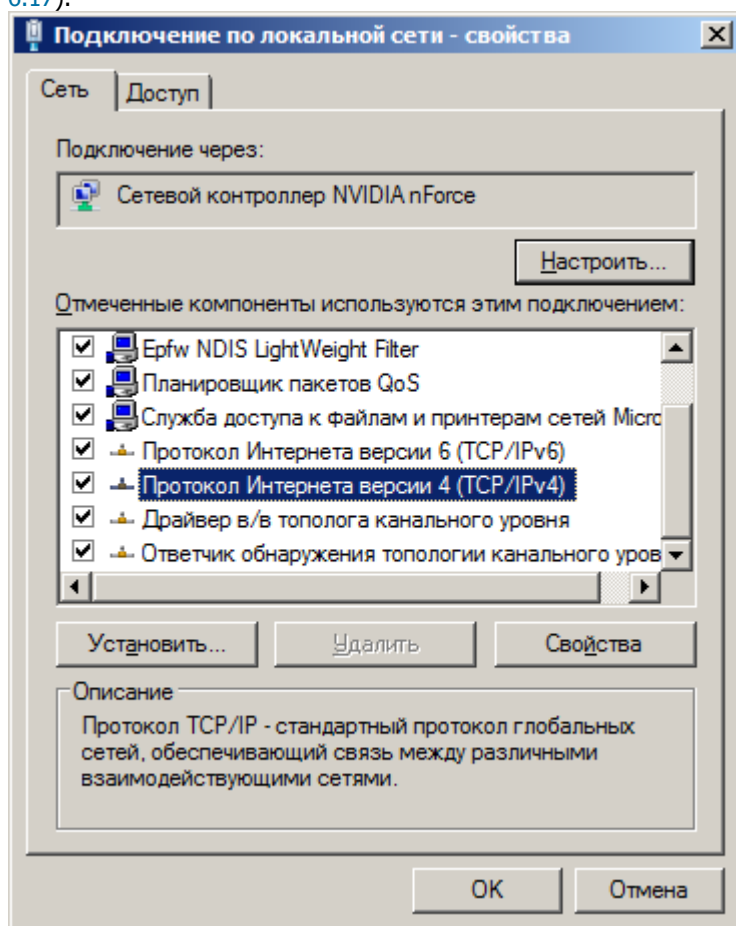 6.17).
Подключение по локальной сети - свойства
Сеть
Доступ
Подключение через:
Сетевой контроллер NVIDIA nForce
Настроить...
Отмеченные компоненты используются этим подключением:
Epfw NDIS LightWeight Filter
Планировщик пакетов QoS
Служба доступа к файлам и принтерам сетей Micro
Протокол Интернета версии 6 (TCP/IPv6)
Протокол Интернета версии 4 (TCP/IPv4)
Драйвер в/в тополога канального уровня
Ответчик обнаружения топологии канального уров
Установить...
Удалить
Свойства
Описание
Протокол TCP/IP - стандартный протокол глобальных
сетей, обеспечивающий связь между различными
взаимодействующими сетями.
OK
Отмена